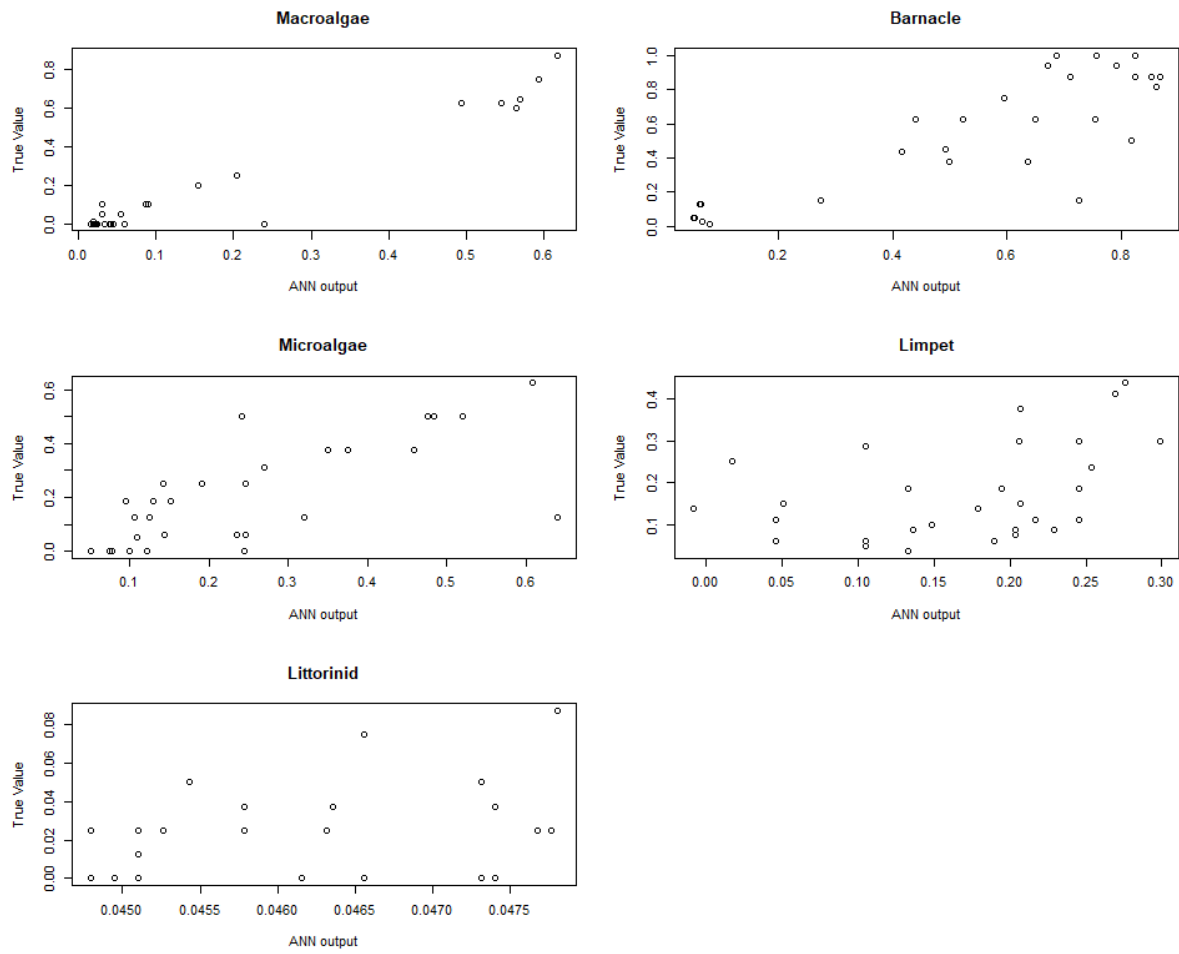 Macroalgae
True Value
0.0 0.2 0.4 0.6 0.8
0.0 0.1 0.2 0.3 0.4 0.5 0.6
ANN output
Barnacle
True Value
0.0 0.2 0.4 0.6 0.8 1.0
0.2 0.4 0.6 0.8
ANN output
Microalgae
True Value
0.0 0.2 0.4 0.6
0.1 0.2 0.3 0.4 0.5 0.6
ANN output
Limpet
True Value
0.1 0.2 0.3 0.4
0.00 0.05 0.10 0.15 0.20 0.25 0.30
ANN output
Littorinid
True Value
0.00 0.02 0.04 0.06 0.08
0.0450 0.0455 0.0460 0.0465 0.0470 0.0475
ANN output